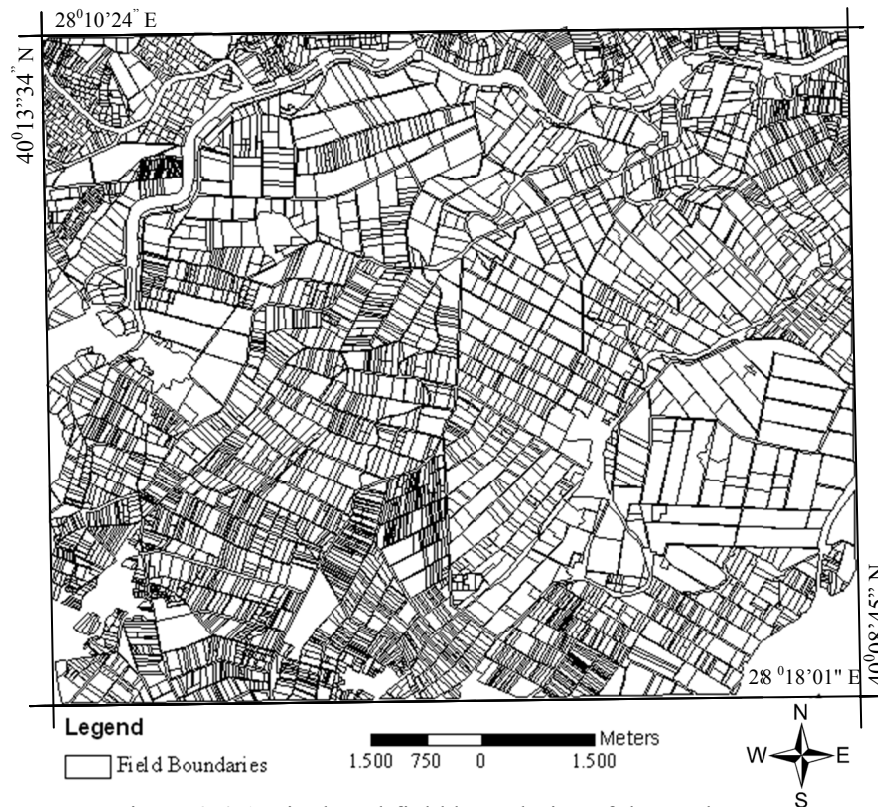 28⁰10'24" E
40⁰13"34" N
40⁰08'45" N
28 ⁰18'01" E
Legend
Field Boundaries
Meters
1.500 750 0 1.500
N
W E
S